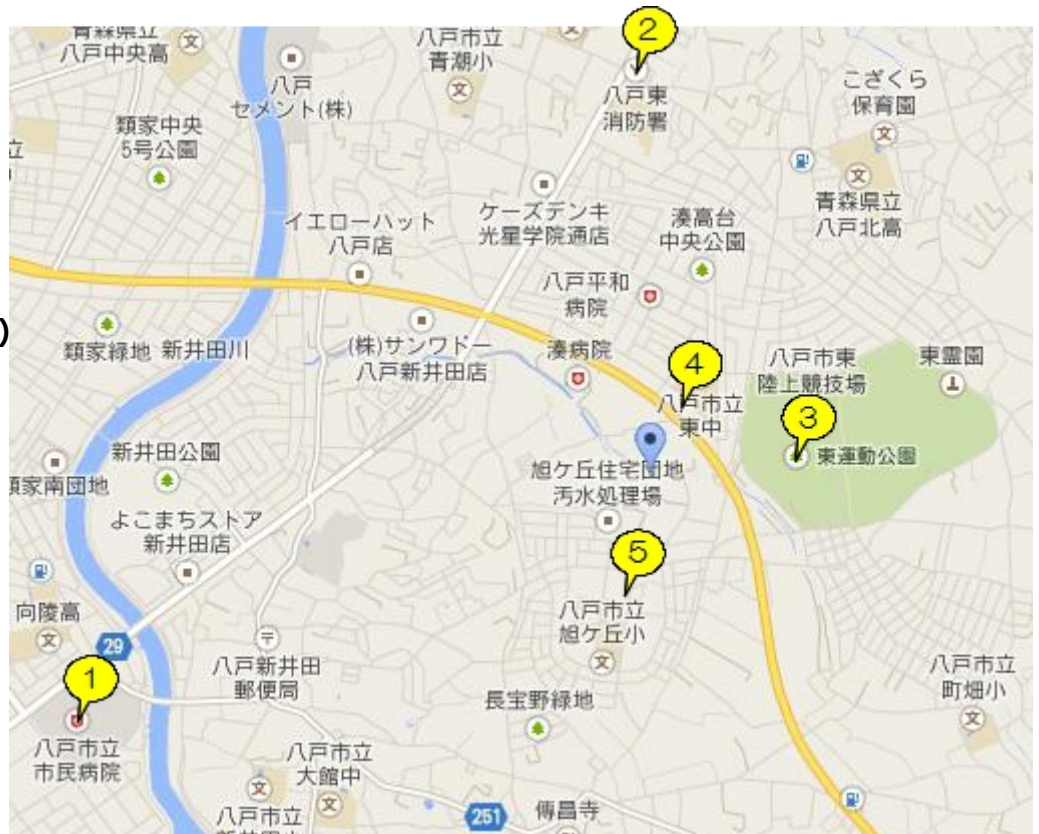 青森県立
八戸中央高
八戸市立
青潮小
2
八戸東
消防署
こざくら
保育園
八戸
セメント(株)
類家中央
5号公園
立
ケーズデンキ
光星学院通店
湊高台
中央公園
青森県立
八戸北高
イエローハット
八戸店
八戸平和
病院
)
類家緑地
新井田川
(株)サンワドー
八戸新井田店
湊病院
4
八戸市立
東中
八戸市東
陸上競技場
東霊園
3
東運動公園
新井田公園
類家南団地
旭ケ丘住宅団地
汚水処理場
よこまちストア
新井田店
5
八戸市立
旭ケ丘小
向陵高
29
1
八戸新井田
郵便局
八戸市立
町畑小
長宝野緑地
八戸市立
市民病院
八戸市立
大館中
八戸市立
251
傳昌寺
文
文
文
文
文
文
文
文
文